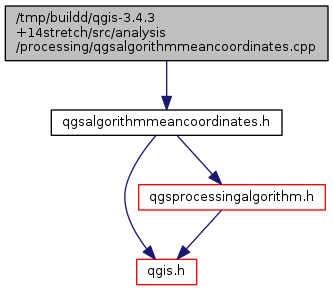 /tmp/buildd/qgis-3.4.3
+14stretch/src/analysis
/processing/qgsalgorithmmeancoordinates.cpp
qgsalgorithmmeancoordinates.h
qgsprocessingalgorithm.h
qgis.h